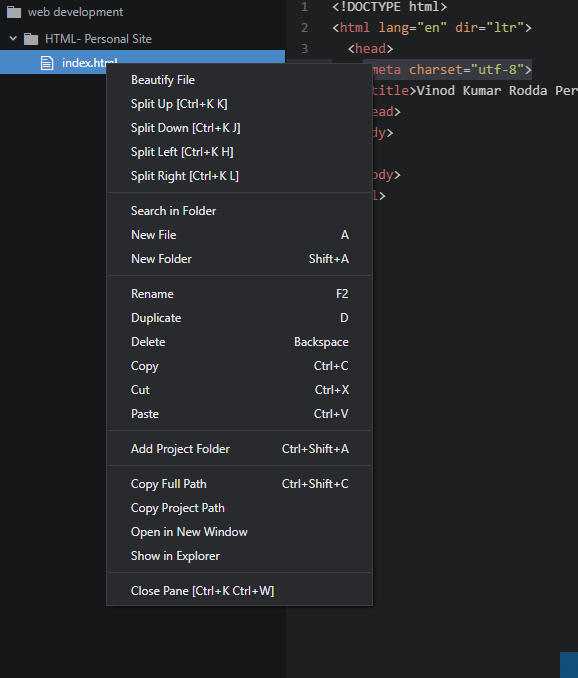 web development
HTML- Personal Site
index.html
Beautify File
Split Up [Ctrl+K K]
Split Down [Ctrl+K J]
Split Left [Ctrl+K H]
Split Right [Ctrl+K L]
Search in Folder
New File A
New Folder Shift+A
Rename F2
Duplicate D
Delete Backspace
Copy Ctrl+C
Cut Ctrl+X
Paste Ctrl+V
Add Project Folder Ctrl+Shift+A
Copy Full Path Ctrl+Shift+C
Copy Project Path
Open in New Window
Show in Explorer
Close Pane [Ctrl+K Ctrl+W]
1 <!DOCTYPE html>
2 <html lang="en" dir="ltr">
3 <head>
meta charset="utf-8">
title>Vinod Kumar Rodda Per
ead>
dy>
ody>
l>